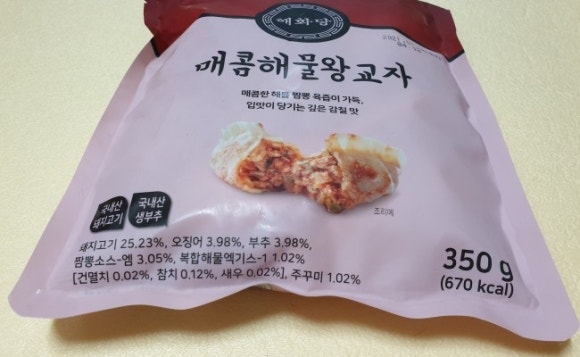 예화당
매콤해물왕교자
매콤한 해물 짬뽕 육즙이 가득,
입맛이 당기는 깊은 감칠 맛
조리예
국내산
돼지고기
국내산
생부추
돼지고기 25.23%, 오징어 3.98%, 부추 3.98%,
짬뽕소스-엠 3.05%, 복합해물엑기스-1 1.02%
[건멸치 0.02%, 참치 0.12%, 새우 0.02%], 주꾸미 1.02%
350 g
(670 kcal)